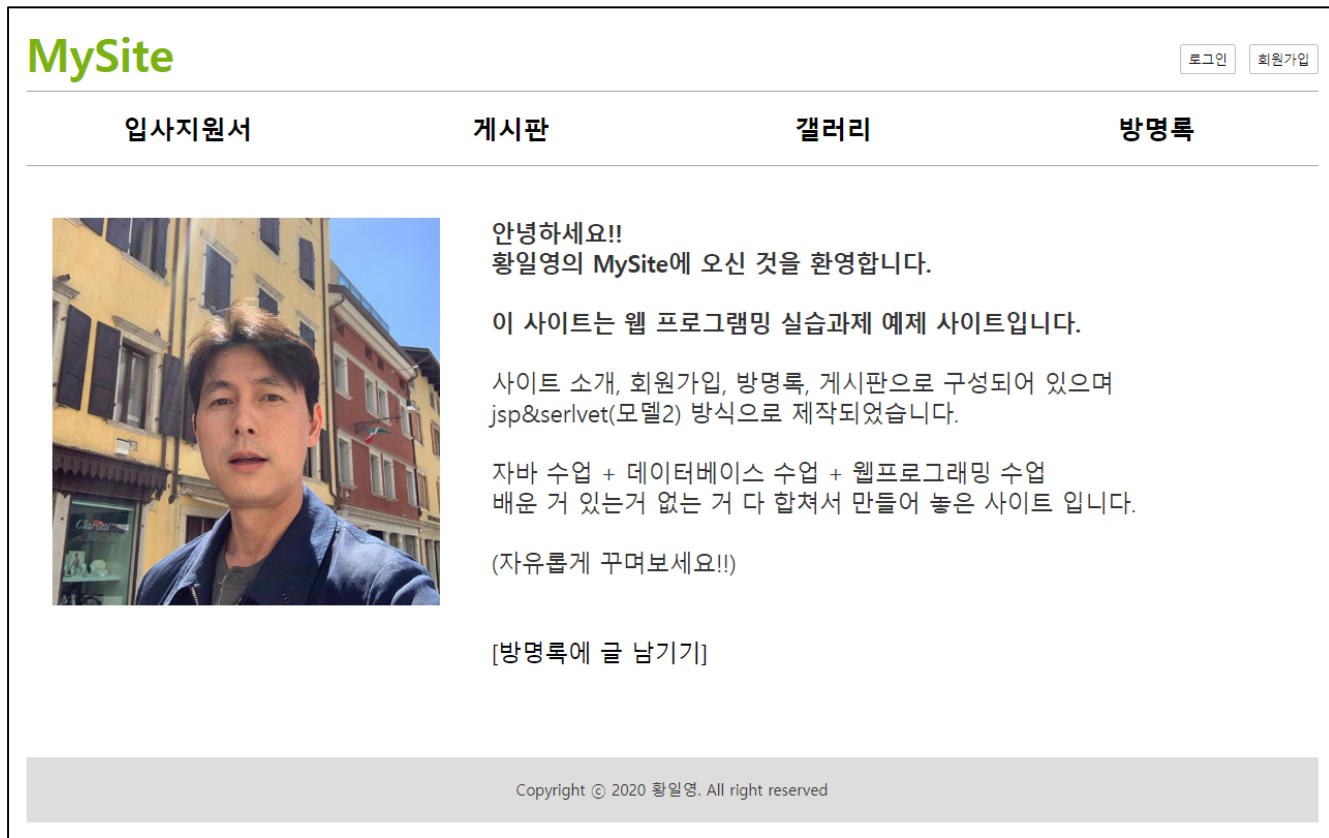 MySite
로그인 회원가입
입사지원서 게시판 갤러리 방명록
안녕하세요!!
황일영의 MySite에 오신 것을 환영합니다.
이 사이트는 웹 프로그램밍 실습과제 예제 사이트입니다.
사이트 소개, 회원가입, 방명록, 게시판으로 구성되어 있으며
jsp&serlvet(모델2) 방식으로 제작되었습니다.
자바 수업 + 데이터베이스 수업 + 웹프로그래밍 수업
배운 거 있는거 없는 거 다 합쳐서 만들어 놓은 사이트 입니다.
(자유롭게 꾸며보세요!!)
Clarotti
[방명록에 글 남기기]
Copyright ⓒ 2020 황일영. All right reserved